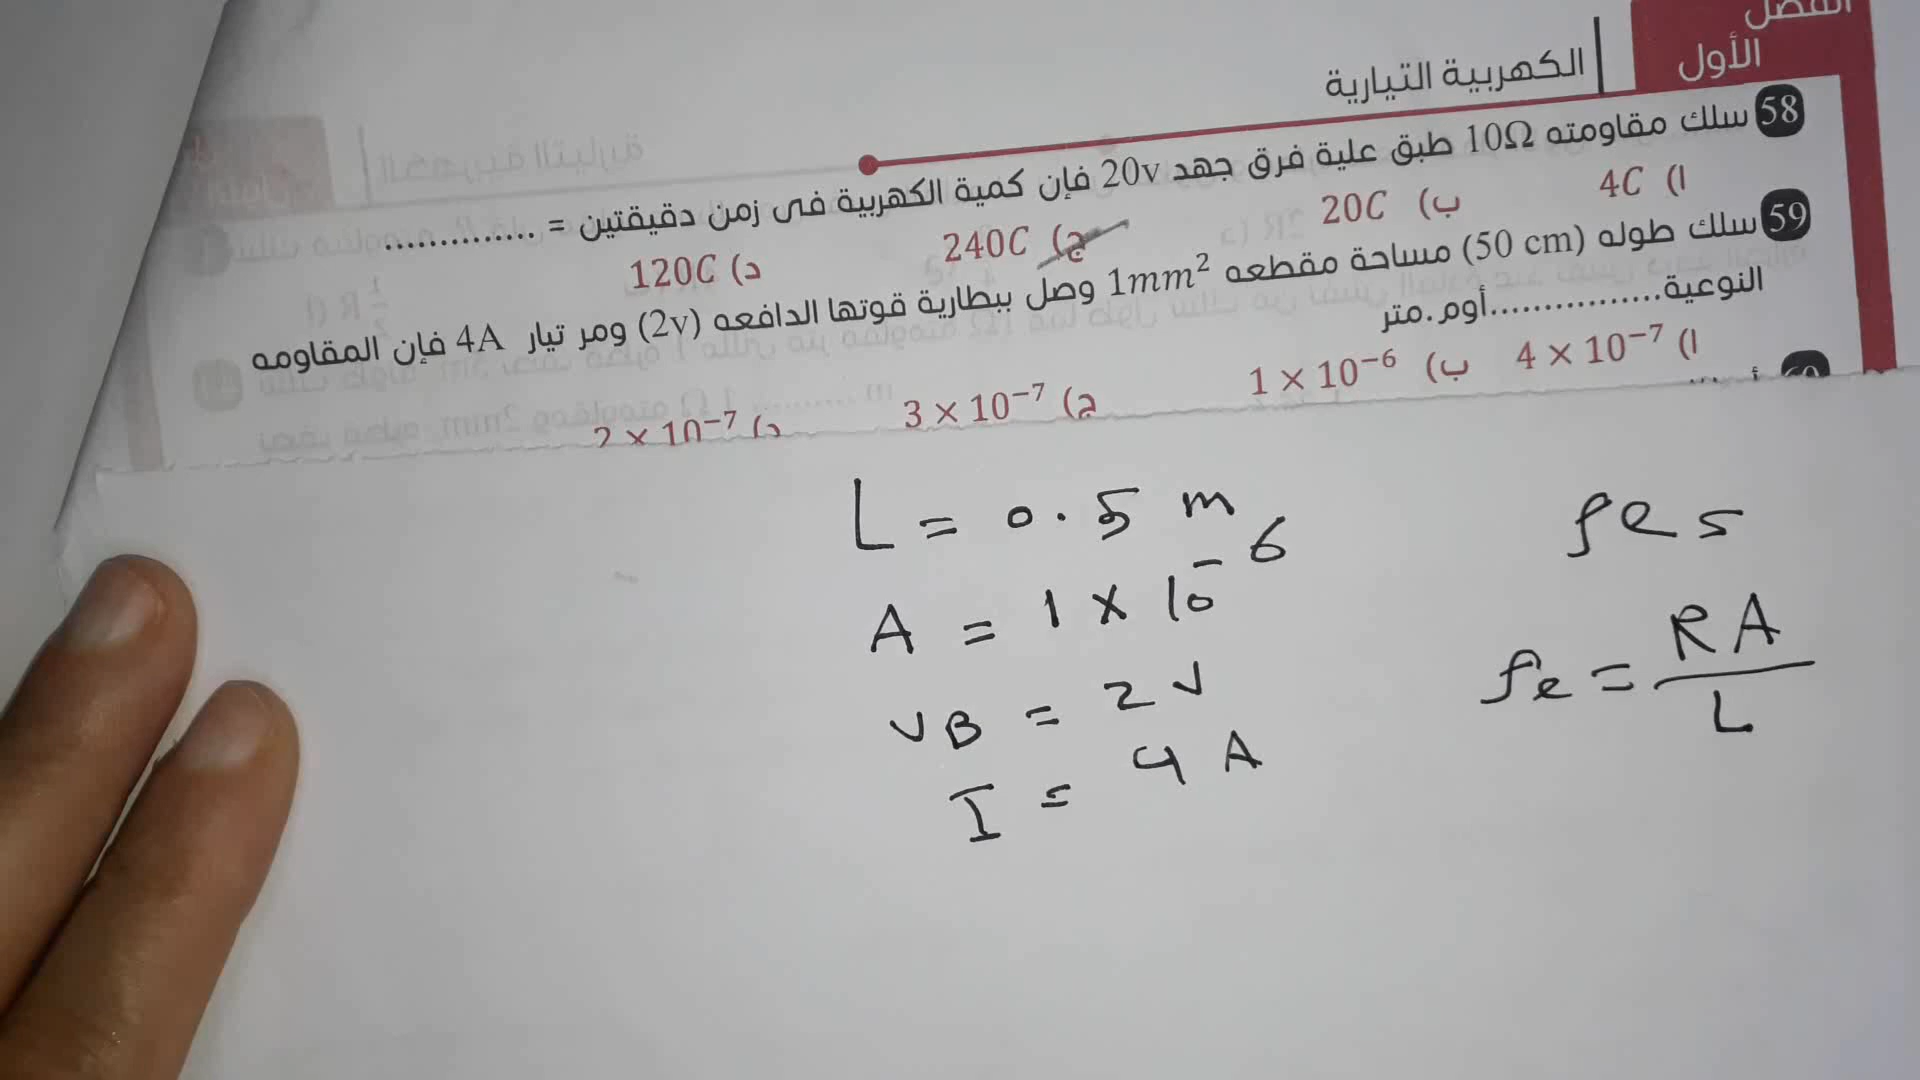 الفصل
الأول
الكهربية التيارية
58 سلك مقاومته 10Ω طبق علية فرق جهد 20v فإن كمية الكهربية فى زمن دقيقتين = ..............
ا) 4C ب) 20C ج) 240C د) 120C
59 سلك طوله (50 cm) مساحة مقطعه 1mm² وصل ببطارية قوتها الدافعه (2v) ومر تيار 4A فإن المقاومه
النوعية................أوم.متر
ا) 4 × 10⁻⁷ ب) 1 × 10⁻⁶ ج) 3 × 10⁻⁷ د) 2 × 10⁻⁷
60
L = 0.5 m
A = 1 × 10⁻⁶
VB = 2 V
I = 4 A
ρe =
ρe = RA / L